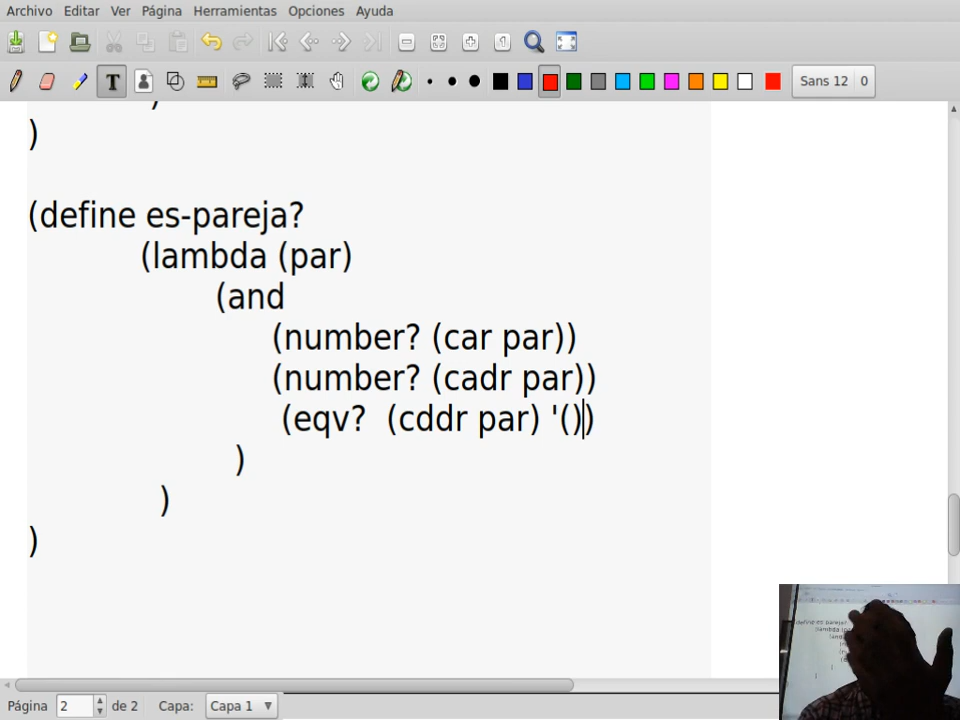 Archivo Editar Ver Página Herramientas Opciones Ayuda
T Sans 12 0
)
)
(define es-pareja?
(lambda (par)
(and
(number? (car par))
(number? (cadr par))
(eqv? (cddr par) '())
)
)
)
Página 2 de 2 Capa: Capa 1